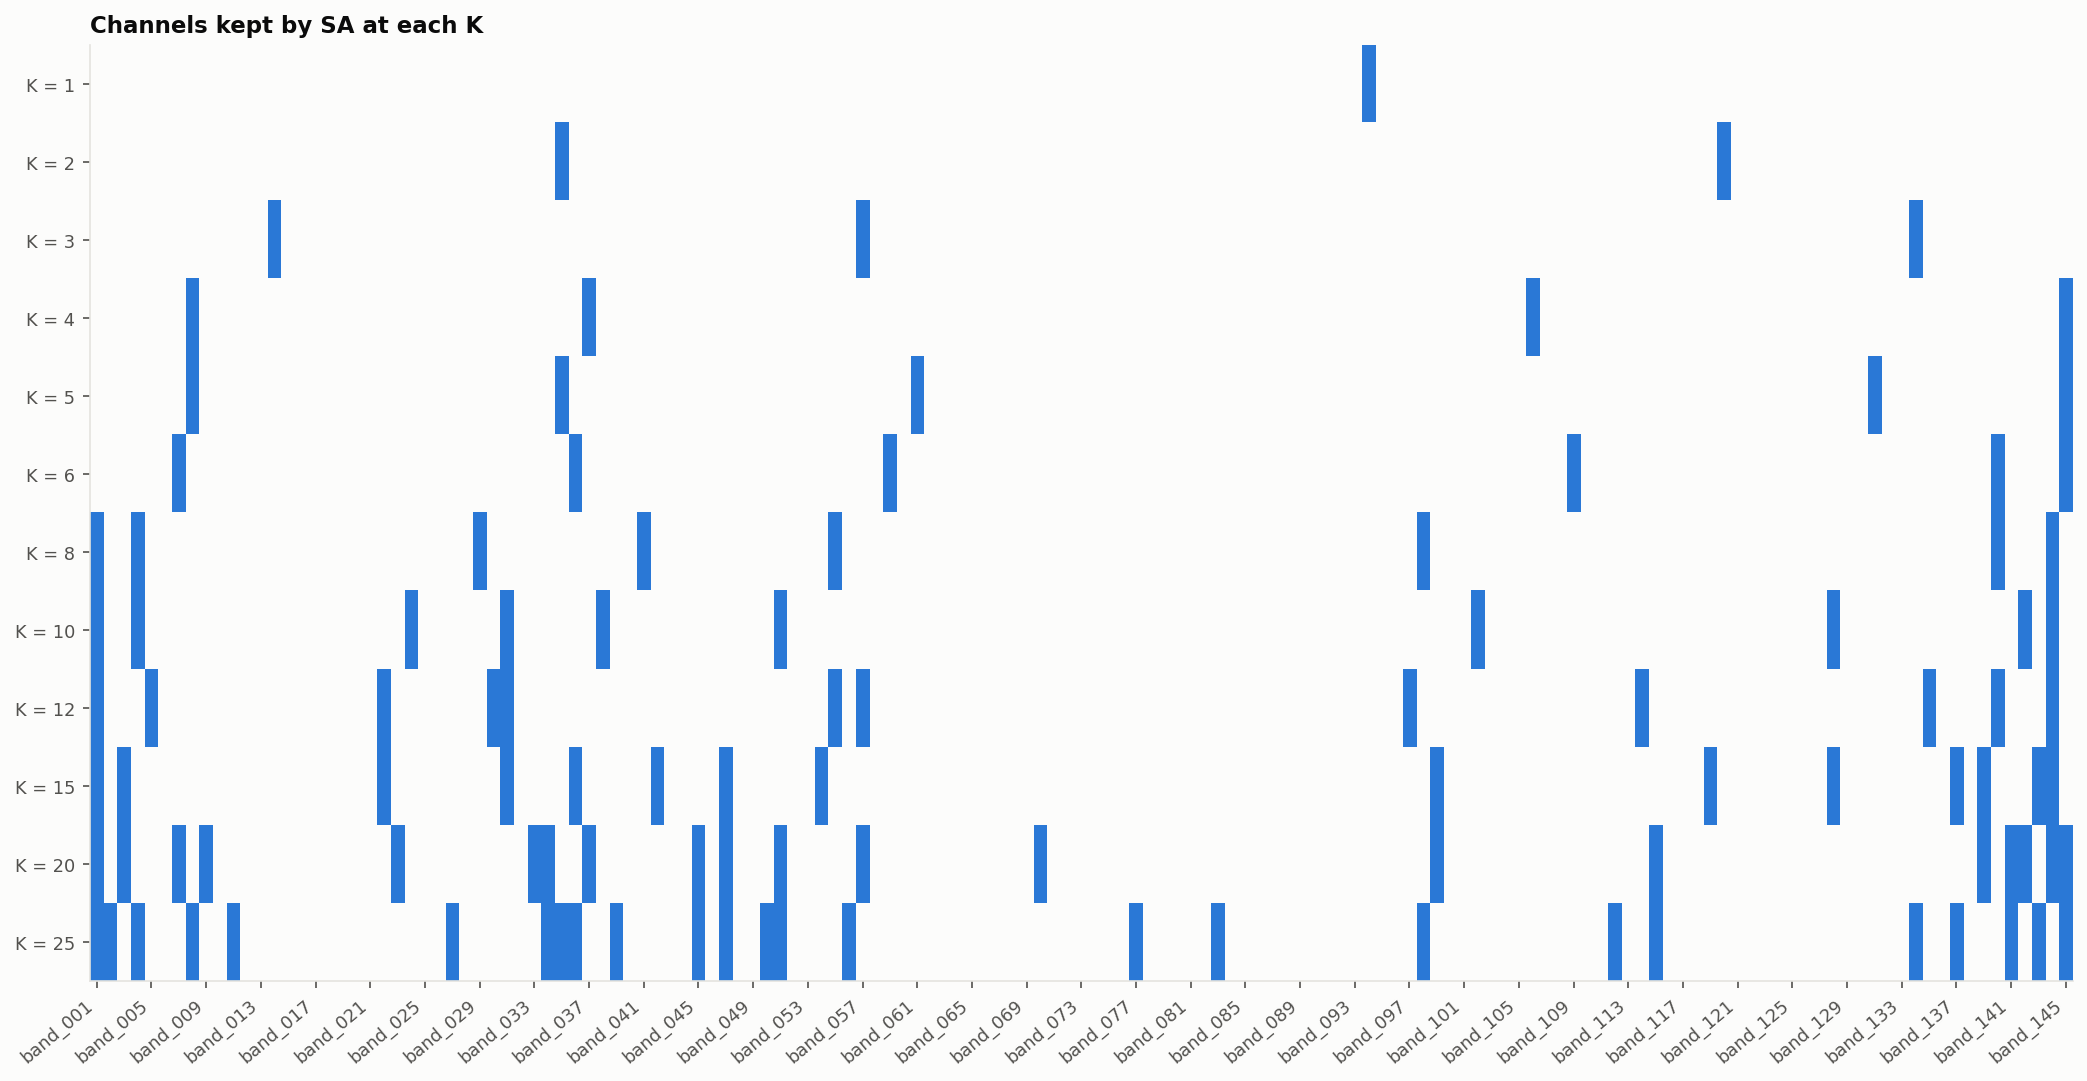 Channels kept by SA at each K
K = 1
K = 2
K = 3
K = 4
K = 5
K = 6
K = 8
K = 10
K = 12
K = 15
K = 20
K = 25
band_001
band_005
band_009
band_013
band_017
band_021
band_025
band_029
band_033
band_037
band_041
band_045
band_049
band_053
band_057
band_061
band_065
band_069
band_073
band_077
band_081
band_085
band_089
band_093
band_097
band_101
band_105
band_109
band_113
band_117
band_121
band_125
band_129
band_133
band_137
band_141
band_145